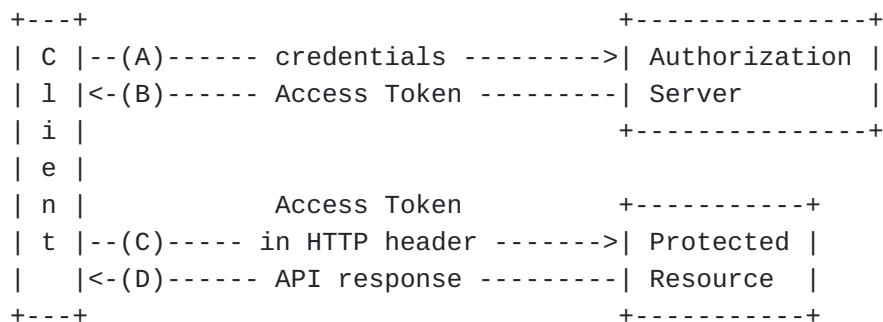 +---+                                  +---------------+
| C |--(A)------ credentials --------->| Authorization |
| l |<-(B)------ Access Token ---------| Server        |
| i |                                  +---------------+
| e |
| n |            Access Token          +-----------+
| t |--(C)----- in HTTP header ------->| Protected |
|   |<-(D)------ API response ---------| Resource  |
+---+                                  +-----------+